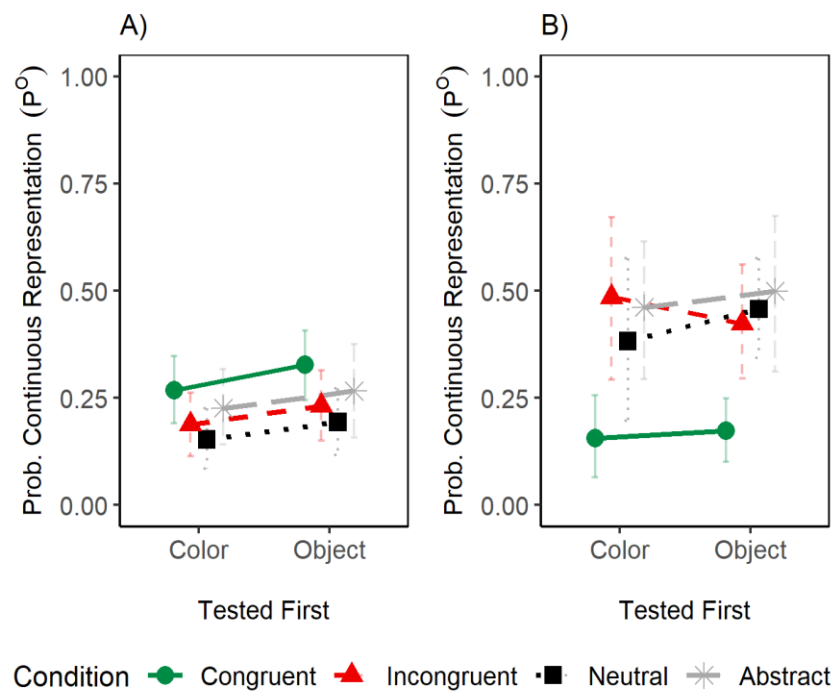 A)
B)
Prob. Continuous Representation (P^O)
1.00
0.75
0.50
0.25
0.00
Color Object
Tested First
Prob. Continuous Representation (P^O)
1.00
0.75
0.50
0.25
0.00
Color Object
Tested First
Condition Congruent Incongruent Neutral Abstract